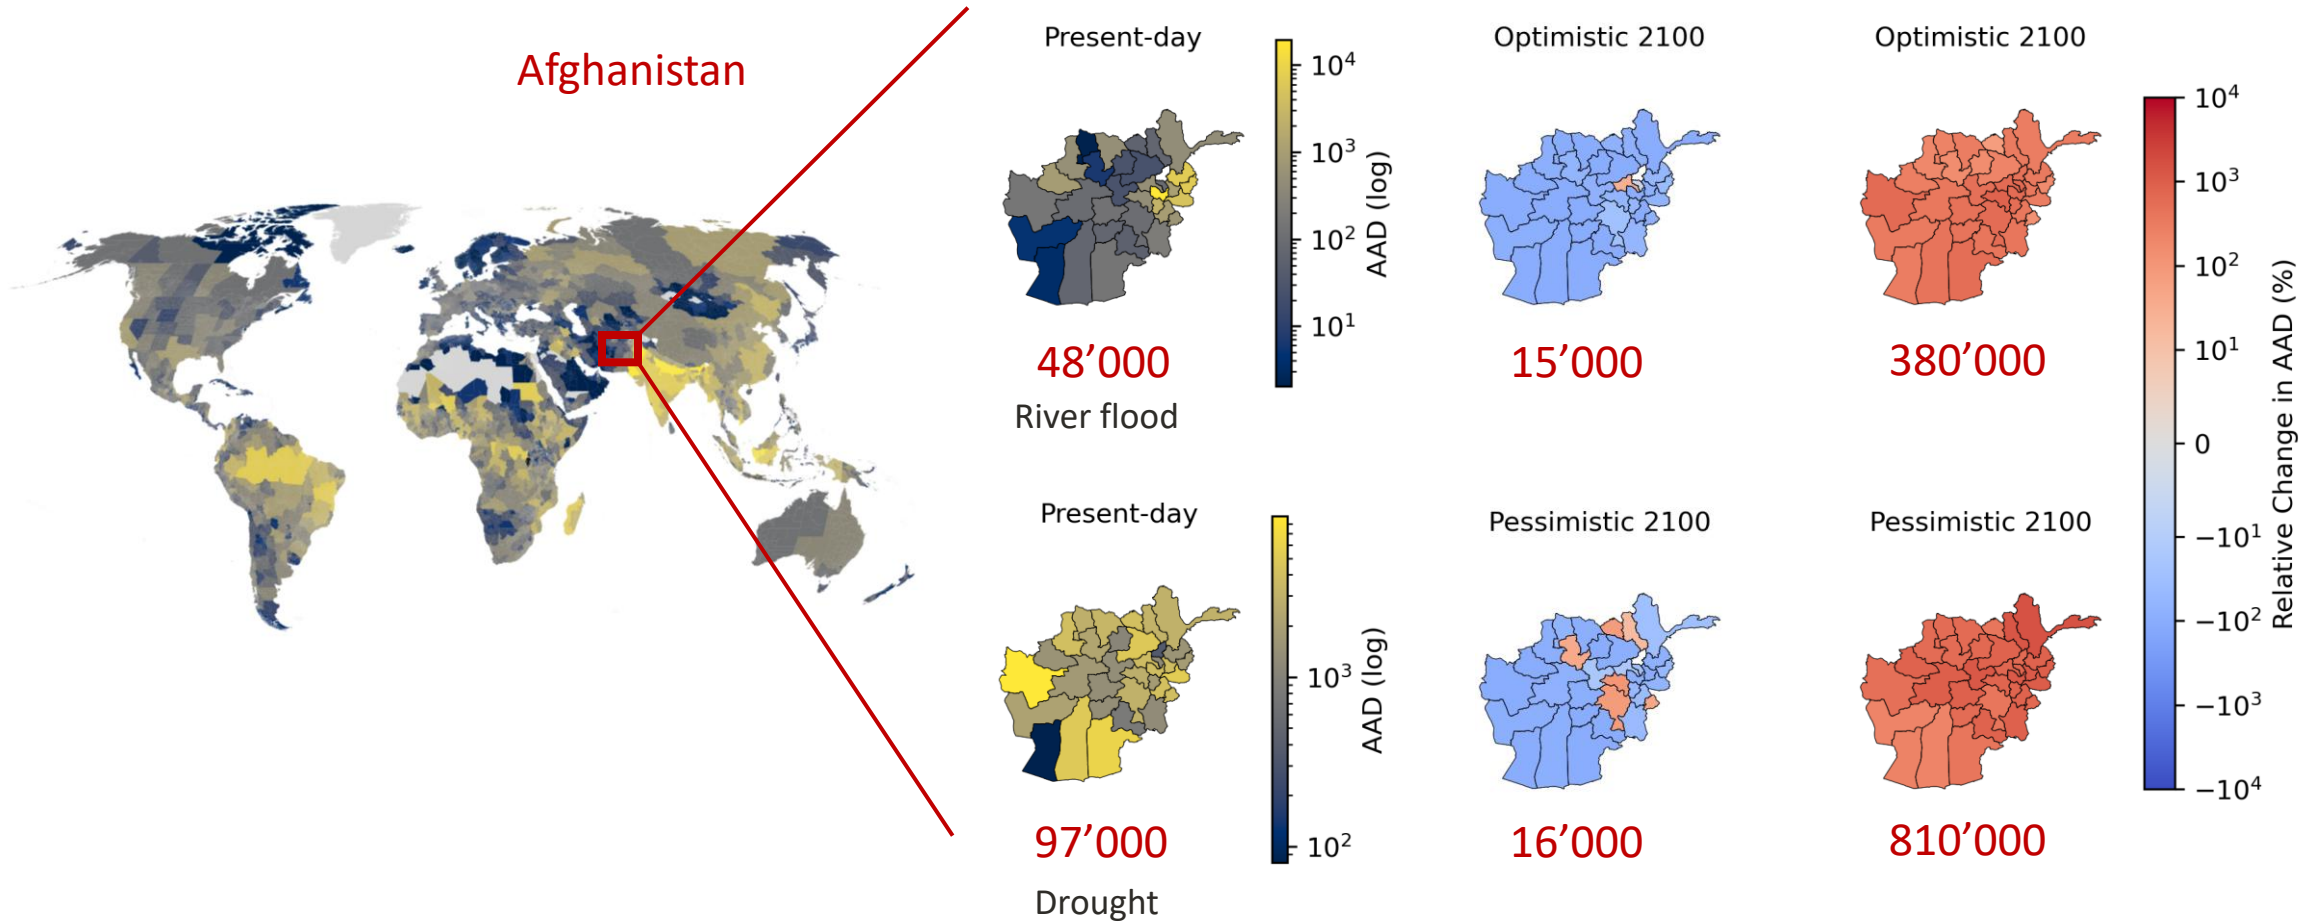 Afghanistan
Present-day
10⁴
10³
10²
10¹
AAD (log)
48’000
River flood
Optimistic 2100
15’000
Optimistic 2100
380’000
Present-day
10³
10²
AAD (log)
97’000
Drought
Pessimistic 2100
16’000
Pessimistic 2100
810’000
10⁴
10³
10²
10¹
0
−10¹
−10²
−10³
−10⁴
Relative Change in AAD (%)